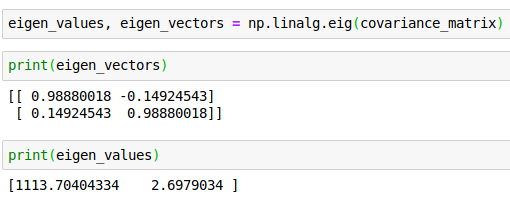 eigen_values, eigen_vectors = np.linalg.eig(covariance_matrix)
print(eigen_vectors)
[[ 0.98880018 -0.14924543]
 [ 0.14924543  0.98880018]]
print(eigen_values)
[1113.70404334    2.6979034 ]